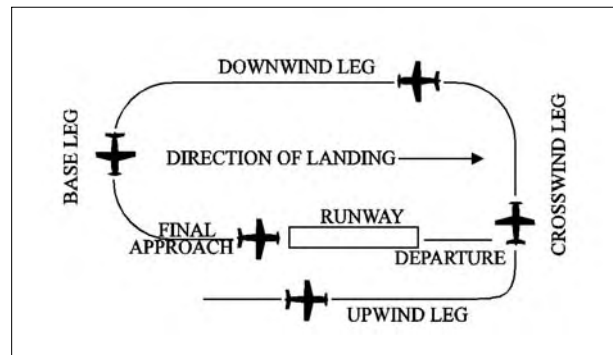 DOWNWIND LEG
BASE LEG
DIRECTION OF LANDING
CROSSWIND LEG
RUNWAY
FINAL
APPROACH
DEPARTURE
UPWIND LEG